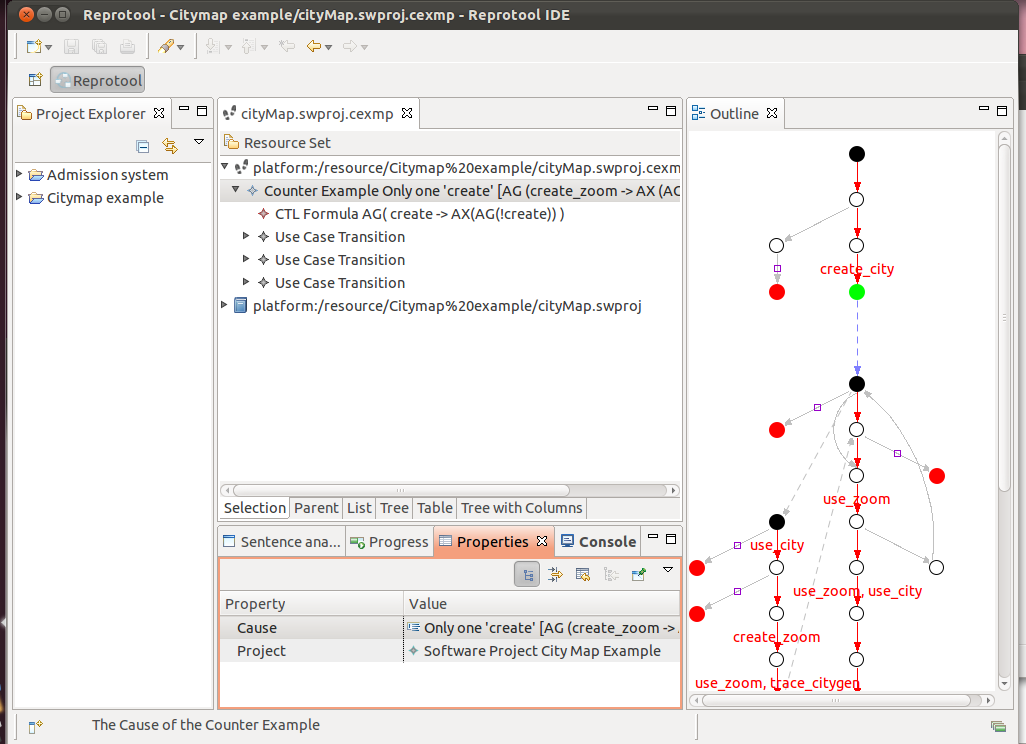 Reprotool - Citymap example/cityMap.swproj.cexmp - Reprotool IDE
Reprotool
Project Explorer
Admission system
Citymap example
cityMap.swproj.cexmp
Resource Set
platform:/resource/Citymap%20example/cityMap.swproj.cexm
Counter Example Only one 'create' [AG (create_zoom -> AX (AG
CTL Formula AG( create -> AX(AG(!create)) )
Use Case Transition
Use Case Transition
Use Case Transition
platform:/resource/Citymap%20example/cityMap.swproj
Selection Parent List Tree Table Tree with Columns
Sentence ana... Progress Properties Console
Property Value
Cause Only one 'create' [AG (create_zoom ->
Project Software Project City Map Example
Outline
create_city
use_zoom
use_city
use_zoom, use_city
create_zoom
use_zoom, trace_citygen
The Cause of the Counter Example